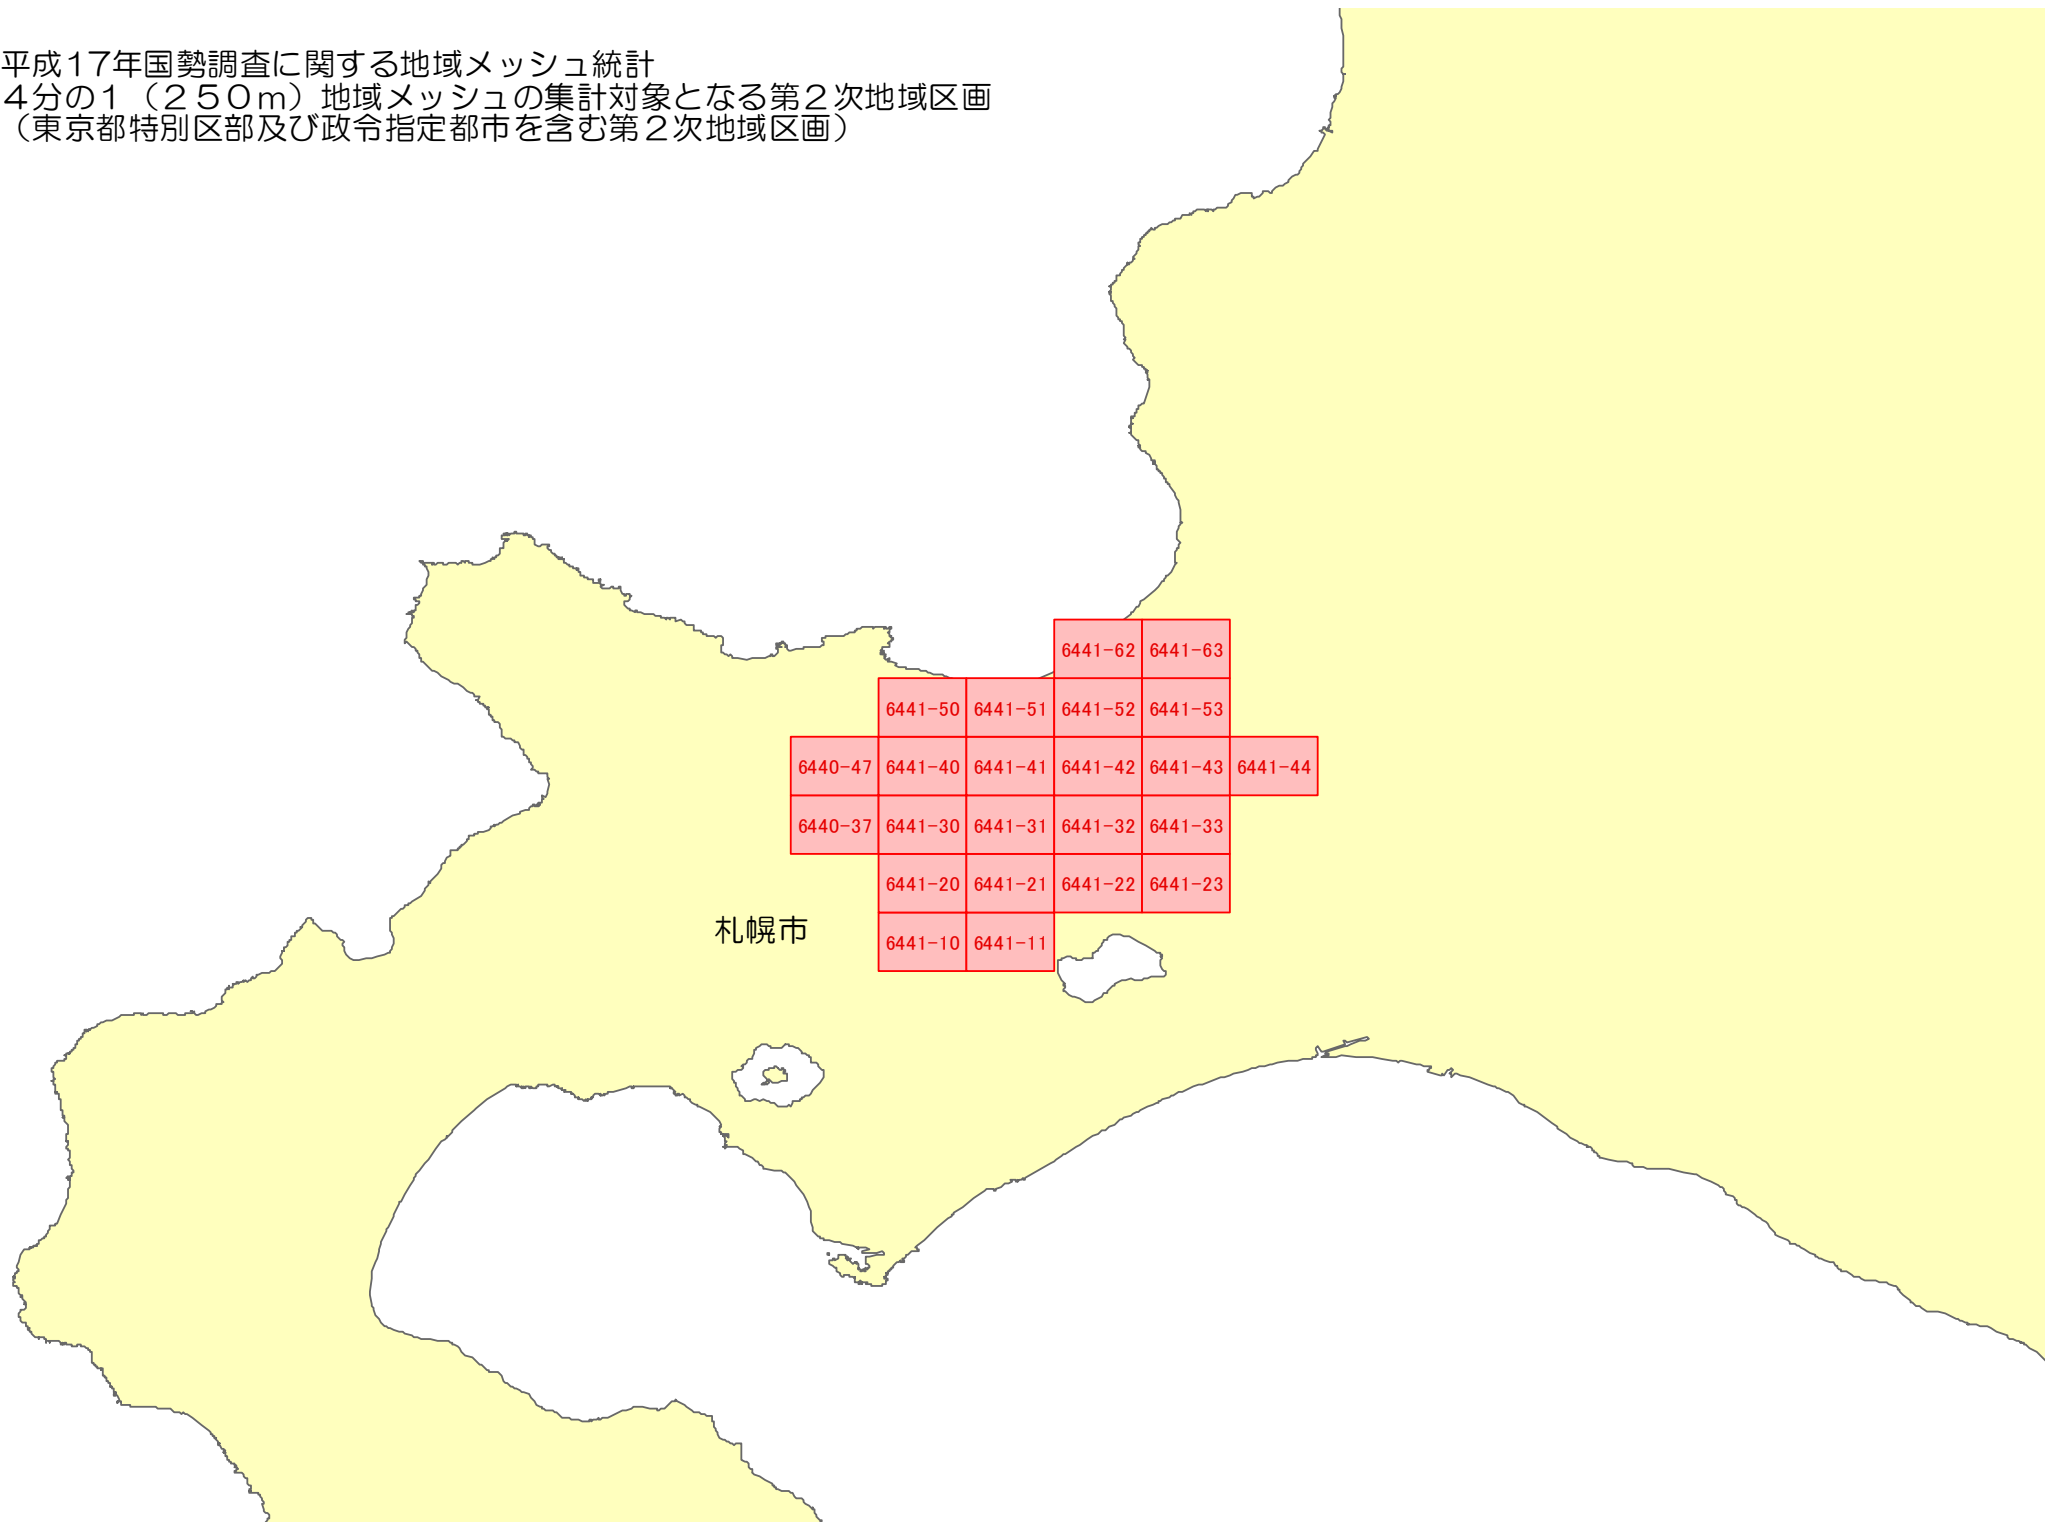 平成17年国勢調査に関する地域メッシュ統計
4分の1（250m）地域メッシュの集計対象となる第2次地域区画
（東京都特別区部及び政令指定都市を含む第2次地域区画）
6441-62 6441-63
6441-50 6441-51 6441-52 6441-53
6440-47 6441-40 6441-41 6441-42 6441-43 6441-44
6440-37 6441-30 6441-31 6441-32 6441-33
6441-20 6441-21 6441-22 6441-23
札幌市
6441-10 6441-11